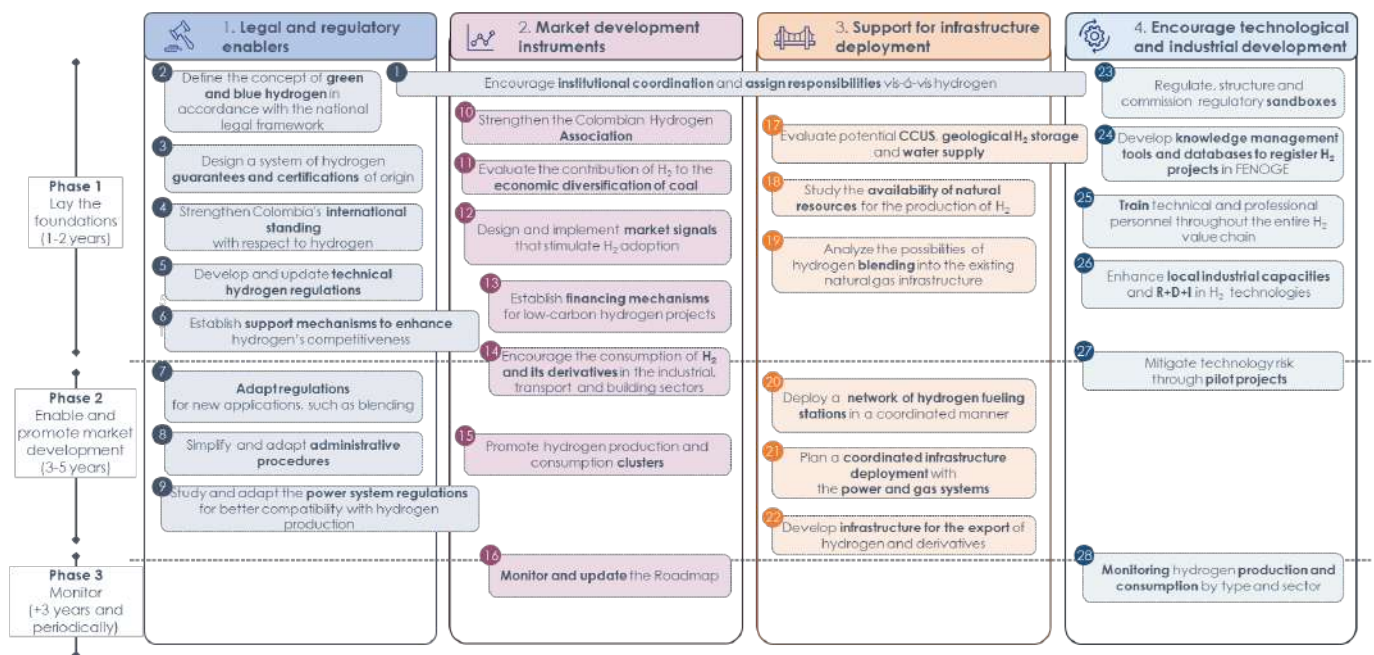 1. Legal and regulatory
enablers
2. Market development
instruments
3. Support for infrastructure
deployment
4. Encourage technological
and industrial development
Phase 1
Lay the
foundations
(1-2 years)
Phase 2
Enable and
promote market
development
(3-5 years)
Phase 3
Monitor
(+3 years and
periodically)
1
Encourage institutional coordination and assign responsibilities vis-á-vis hydrogen
2
Define the concept of green
and blue hydrogen in
accordance with the national
legal framework
3
Design a system of hydrogen
guarantees and certifications of origin
4
Strengthen Colombia's international
standing
with respect to hydrogen
5
Develop and update technical
hydrogen regulations
6
Establish support mechanisms to enhance
hydrogen's competitiveness
7
Adapt regulations
for new applications, such as blending
8
Simplify and adapt administrative
procedures
9
Study and adapt the power system regulations
for better compatibility with hydrogen
production
10
Strengthen the Colombian Hydrogen
Association
11
Evaluate the contribution of H₂ to the
economic diversification of coal
12
Design and implement market signals
that stimulate H₂ adoption
13
Establish financing mechanisms
for low-carbon hydrogen projects
14
Encourage the consumption of H₂
and its derivatives in the industrial,
transport and building sectors
15
Promote hydrogen production and
consumption clusters
16
Monitor and update the Roadmap
17
Evaluate potential CCUS, geological H₂ storage
and water supply
18
Study the availability of natural
resources for the production of H₂
19
Analyze the possibilities of
hydrogen blending into the existing
natural gas infrastructure
20
Deploy a network of hydrogen fueling
stations in a coordinated manner
21
Plan a coordinated infrastructure
deployment with
the power and gas systems
22
Develop infrastructure for the export of
hydrogen and derivatives
23
Regulate, structure and
commission regulatory sandboxes
24
Develop knowledge management
tools and databases to register H₂
projects in FENOGE
25
Train technical and professional
personnel throughout the entire H₂
value chain
26
Enhance local industrial capacities
and R+D+I in H₂ technologies
27
Mitigate technology risk
through pilot projects
28
Monitoring hydrogen production and
consumption by type and sector